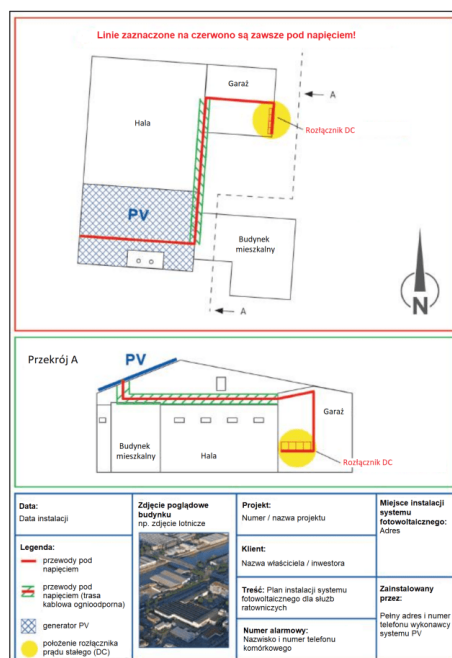 Linie zaznaczone na czerwono są zawsze pod napięciem!
Garaż
A
Hala
Rozłącznik DC
PV
Budynek
mieszkalny
A
N
Przekrój A
PV
Garaż
Budynek
mieszkalny
Hala
Rozłącznik DC
Data:
Data instalacji
Legenda:
przewody pod
napięciem
przewody pod
napięciem (trasa
kablowa ognioodporna)
generator PV
położenie rozłącznika
prądu stałego (DC)
Zdjęcie poglądowe
budynku
np. zdjęcie lotnicze
Projekt:
Numer / nazwa projektu
Klient:
Nazwa właściciela / inwestora
Treść: Plan instalacji systemu
fotowoltaicznego dla służb
ratowniczych
Numer alarmowy:
Nazwisko i numer telefonu
komórkowego
Miejsce instalacji
systemu
fotowoltaicznego:
Adres
Zainstalowany
przez:
Pełny adres i numer
telefonu wykonawcy
systemu PV